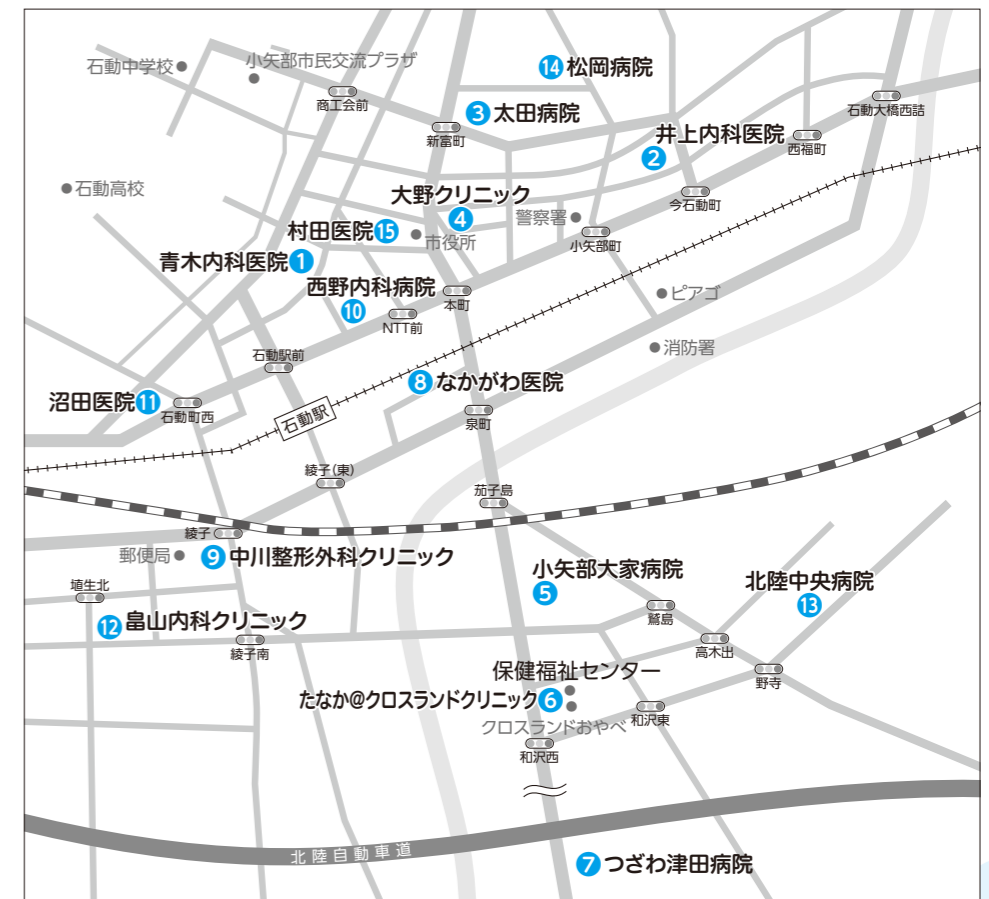 石動中学校
小矢部市民交流プラザ
⑭松岡病院
商工会前
③太田病院
新富町
石動大橋西詰
井上内科医院
②
西福町
石動高校
大野クリニック
④
今石動町
村田医院⑮
市役所
警察署
小矢部町
青木内科医院①
西野内科病院
⑩
本町
NTT前
ピアゴ
消防署
石動駅前
⑧なかがわ医院
沼田医院⑪
石動町西
石動駅
泉町
綾子(東)
茄子島
綾子
郵便局
⑨中川整形外科クリニック
小矢部大家病院
⑤
北陸中央病院
⑬
埴生北
⑫畠山内科クリニック
綾子南
鷲島
高木出
保健福祉センター
野寺
たなか@クロスランドクリニック⑥
クロスランドおやべ
和沢東
和沢西
北陸自動車道
⑦つざわ津田病院